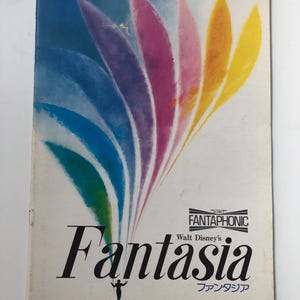 FANTAPHONIC
Walt Disney's
Fantasia
ファンタジア